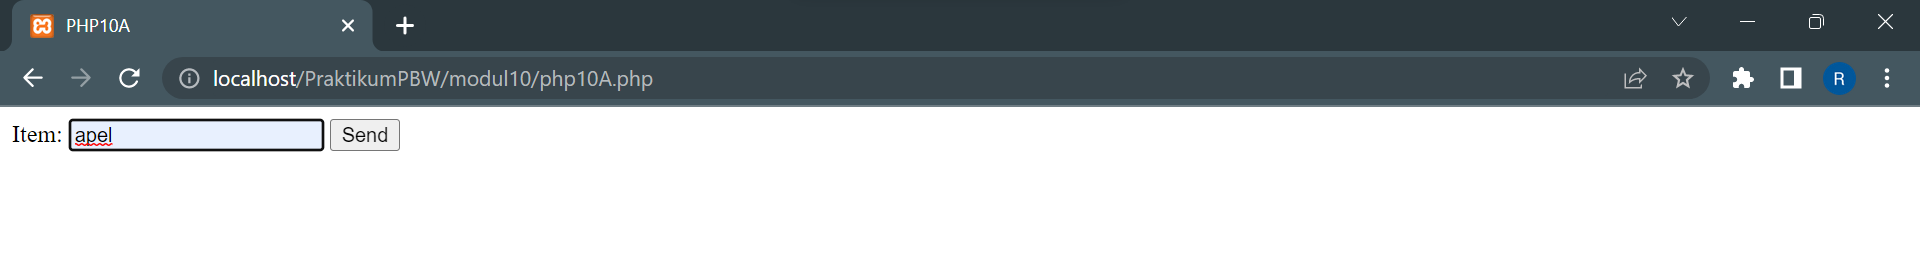 PHP10A
localhost/PraktikumPBW/modul10/php10A.php
R
Item: apel Send